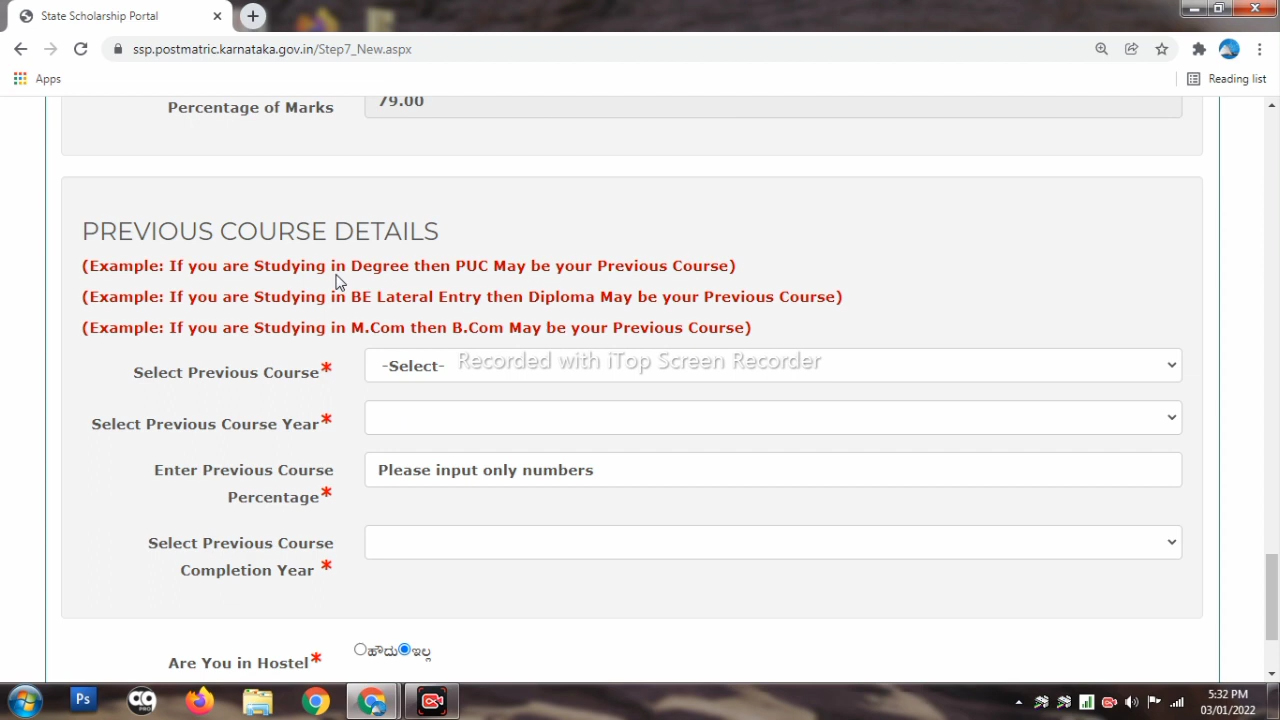 State Scholarship Portal
ssp.postmatric.karnataka.gov.in/Step7_New.aspx
Apps
Reading list
Percentage of Marks
79.00
PREVIOUS COURSE DETAILS
(Example: If you are Studying in Degree then PUC May be your Previous Course)
(Example: If you are Studying in BE Lateral Entry then Diploma May be your Previous Course)
(Example: If you are Studying in M.Com then B.Com May be your Previous Course)
Select Previous Course*
-Select-
Recorded with iTop Screen Recorder
Select Previous Course Year*
Enter Previous Course
Percentage*
Please input only numbers
Select Previous Course
Completion Year *
Are You in Hostel*
ಹೌದು ಇಲ್ಲ
Ps
PRO
5:32 PM
03/01/2022